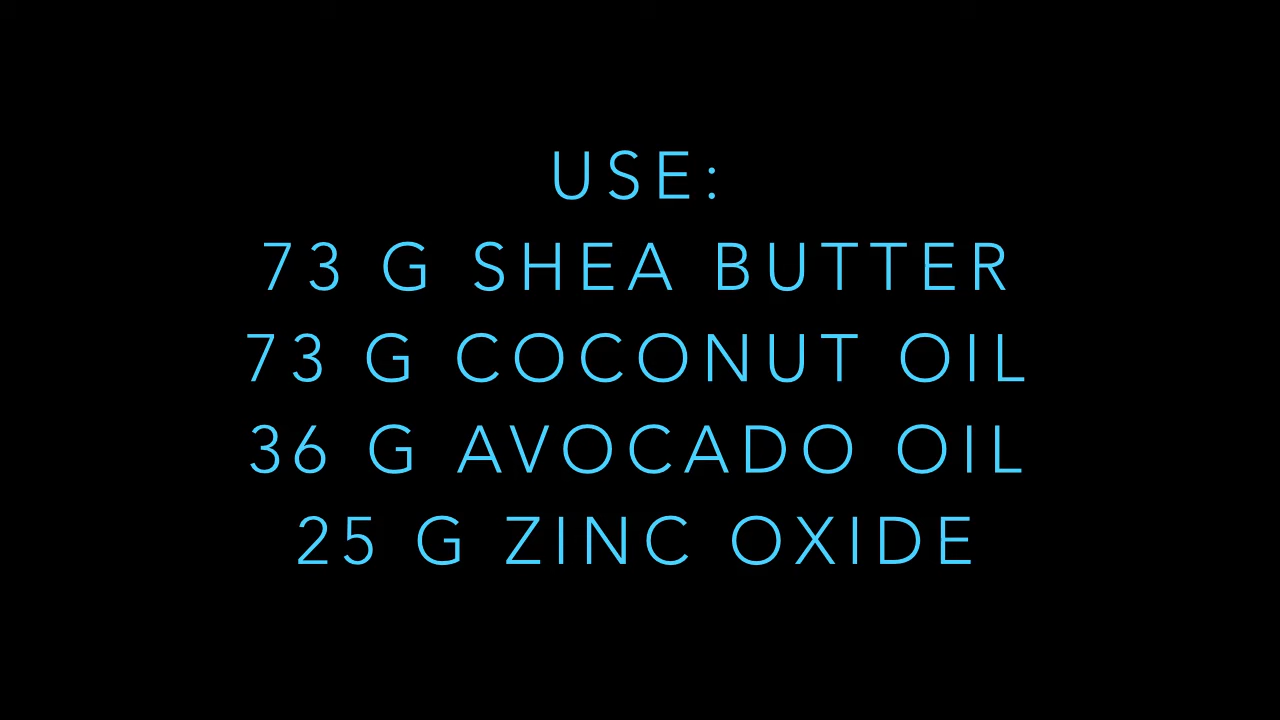 USE:
73 G SHEA BUTTER
73 G COCONUT OIL
36 G AVOCADO OIL
25 G ZINC OXIDE